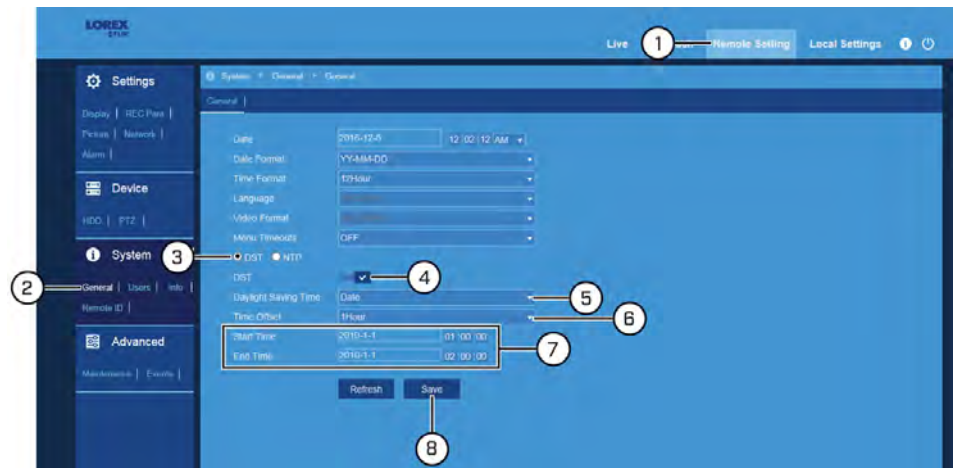 LOREX
Live
1
Remote Setting
Local Settings
Settings
System
General
General
General
Display | REC Para |
Picture | Network |
Alarm |
Device
HDD | PTZ |
System
General | Users | Info |
Remote ID |
Advanced
Maintenance | Events |
Date 2016-12-8 12 02 12 AM
Date Format YY-MM-DD
Time Format 12Hour
Language
Video Format
Menu Timeouts OFF
3
DST NTP
DST
4
Daylight Saving Time Date
5
Time Offset 1Hour
6
Start Time 2010-1-1 01 00 00
End Time 2010-1-1 02 00 00
7
2
Refresh Save
8